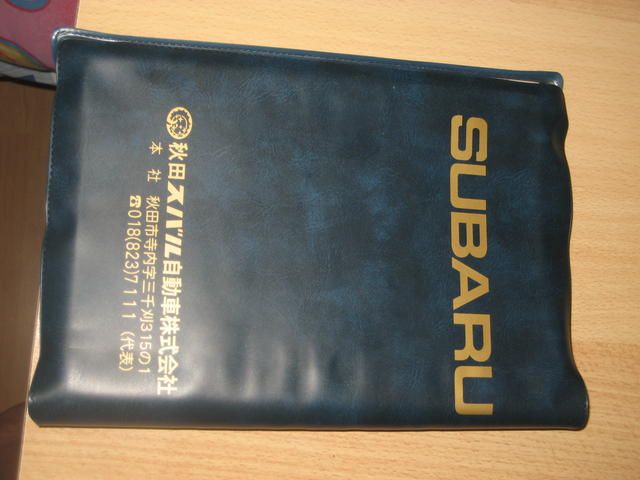 SUBARU
秋田スバル自動車株式会社
本社 秋田市寺内字三千刈315の1
☎018(823)7111（代表）